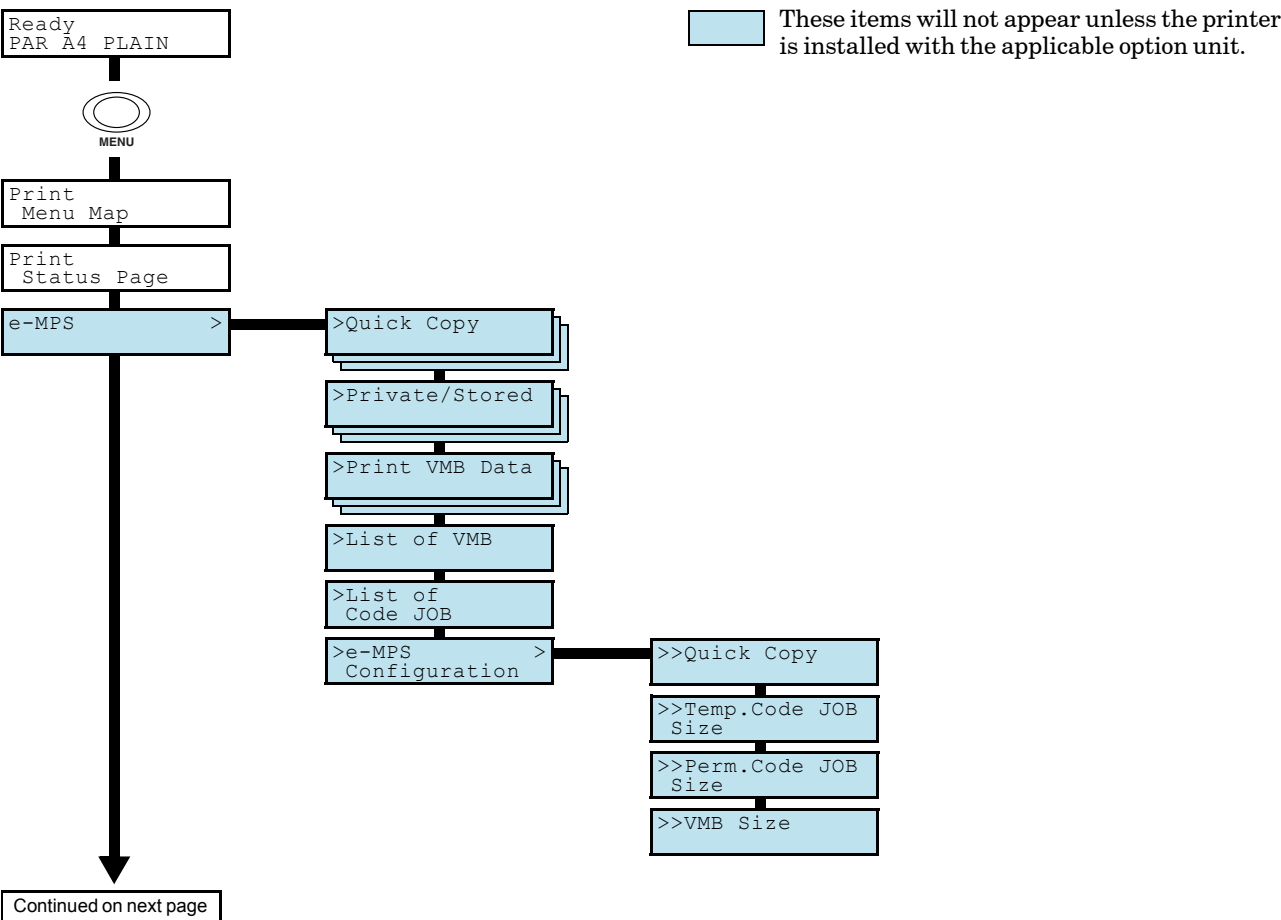 Ready
PAR A4 PLAIN
These items will not appear unless the printer
is installed with the applicable option unit.
MENU
Print
Menu Map
Print
Status Page
e-MPS >
>Quick Copy
>Private/Stored
>Print VMB Data
>List of VMB
>List of
Code JOB
>e-MPS >
Configuration
>>Quick Copy
>>Temp.Code JOB
Size
>>Perm.Code JOB
Size
>>VMB Size
Continued on next page